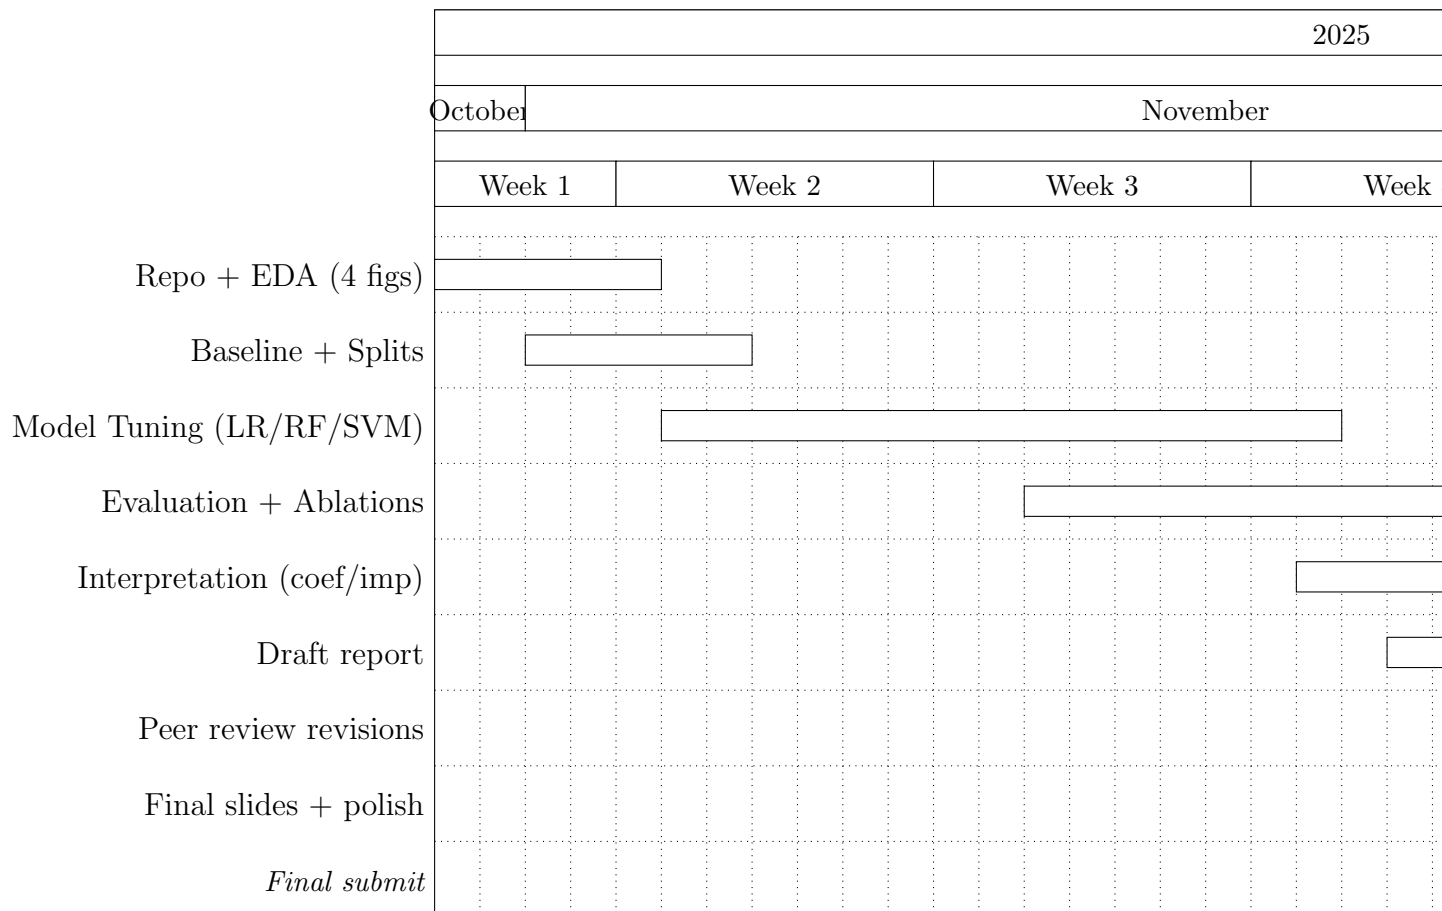 2025
October November
Week 1 Week 2 Week 3 Week
Repo + EDA (4 figs)
Baseline + Splits
Model Tuning (LR/RF/SVM)
Evaluation + Ablations
Interpretation (coef/imp)
Draft report
Peer review revisions
Final slides + polish
Final submit